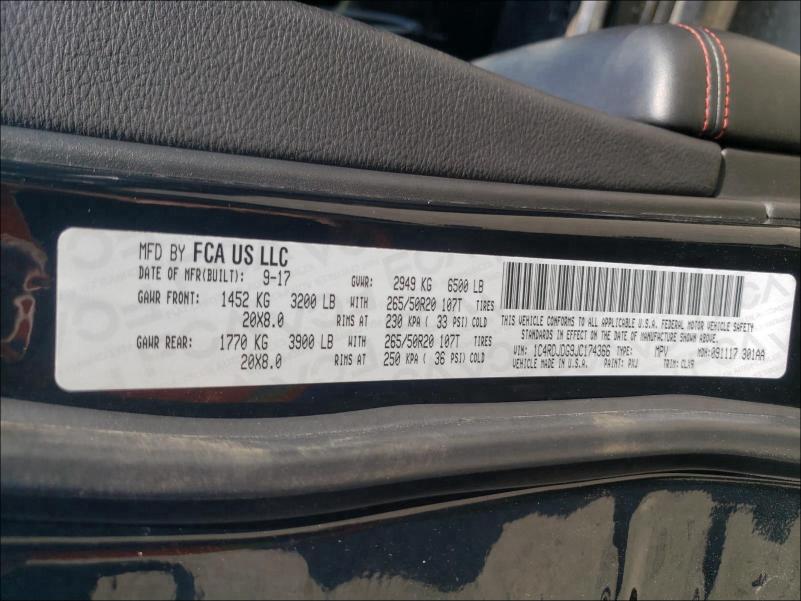 MFD BY FCA US LLC
DATE OF MFR(BUILT): 9-17 GVWR: 2949 KG 6500 LB
GAWR FRONT: 1452 KG 3200 LB WITH 265/50R20 107T TIRES
20X8.0 RIMS AT 230 KPA ( 33 PSI) COLD
GAWR REAR: 1770 KG 3900 LB WITH 265/50R20 107T TIRES
20X8.0 RIMS AT 250 KPA ( 36 PSI) COLD
THIS VEHICLE CONFORMS TO ALL APPLICABLE U.S.A. FEDERAL MOTOR VEHICLE SAFETY
STANDARDS IN EFFECT ON THE DATE OF MANUFACTURE SHOWN ABOVE.
VIN: 1C4RDJDG9JC174366 TYPE: MPV MDH: 091117 301AA
VEHICLE MADE IN U.S.A. PAINT: TRIM: